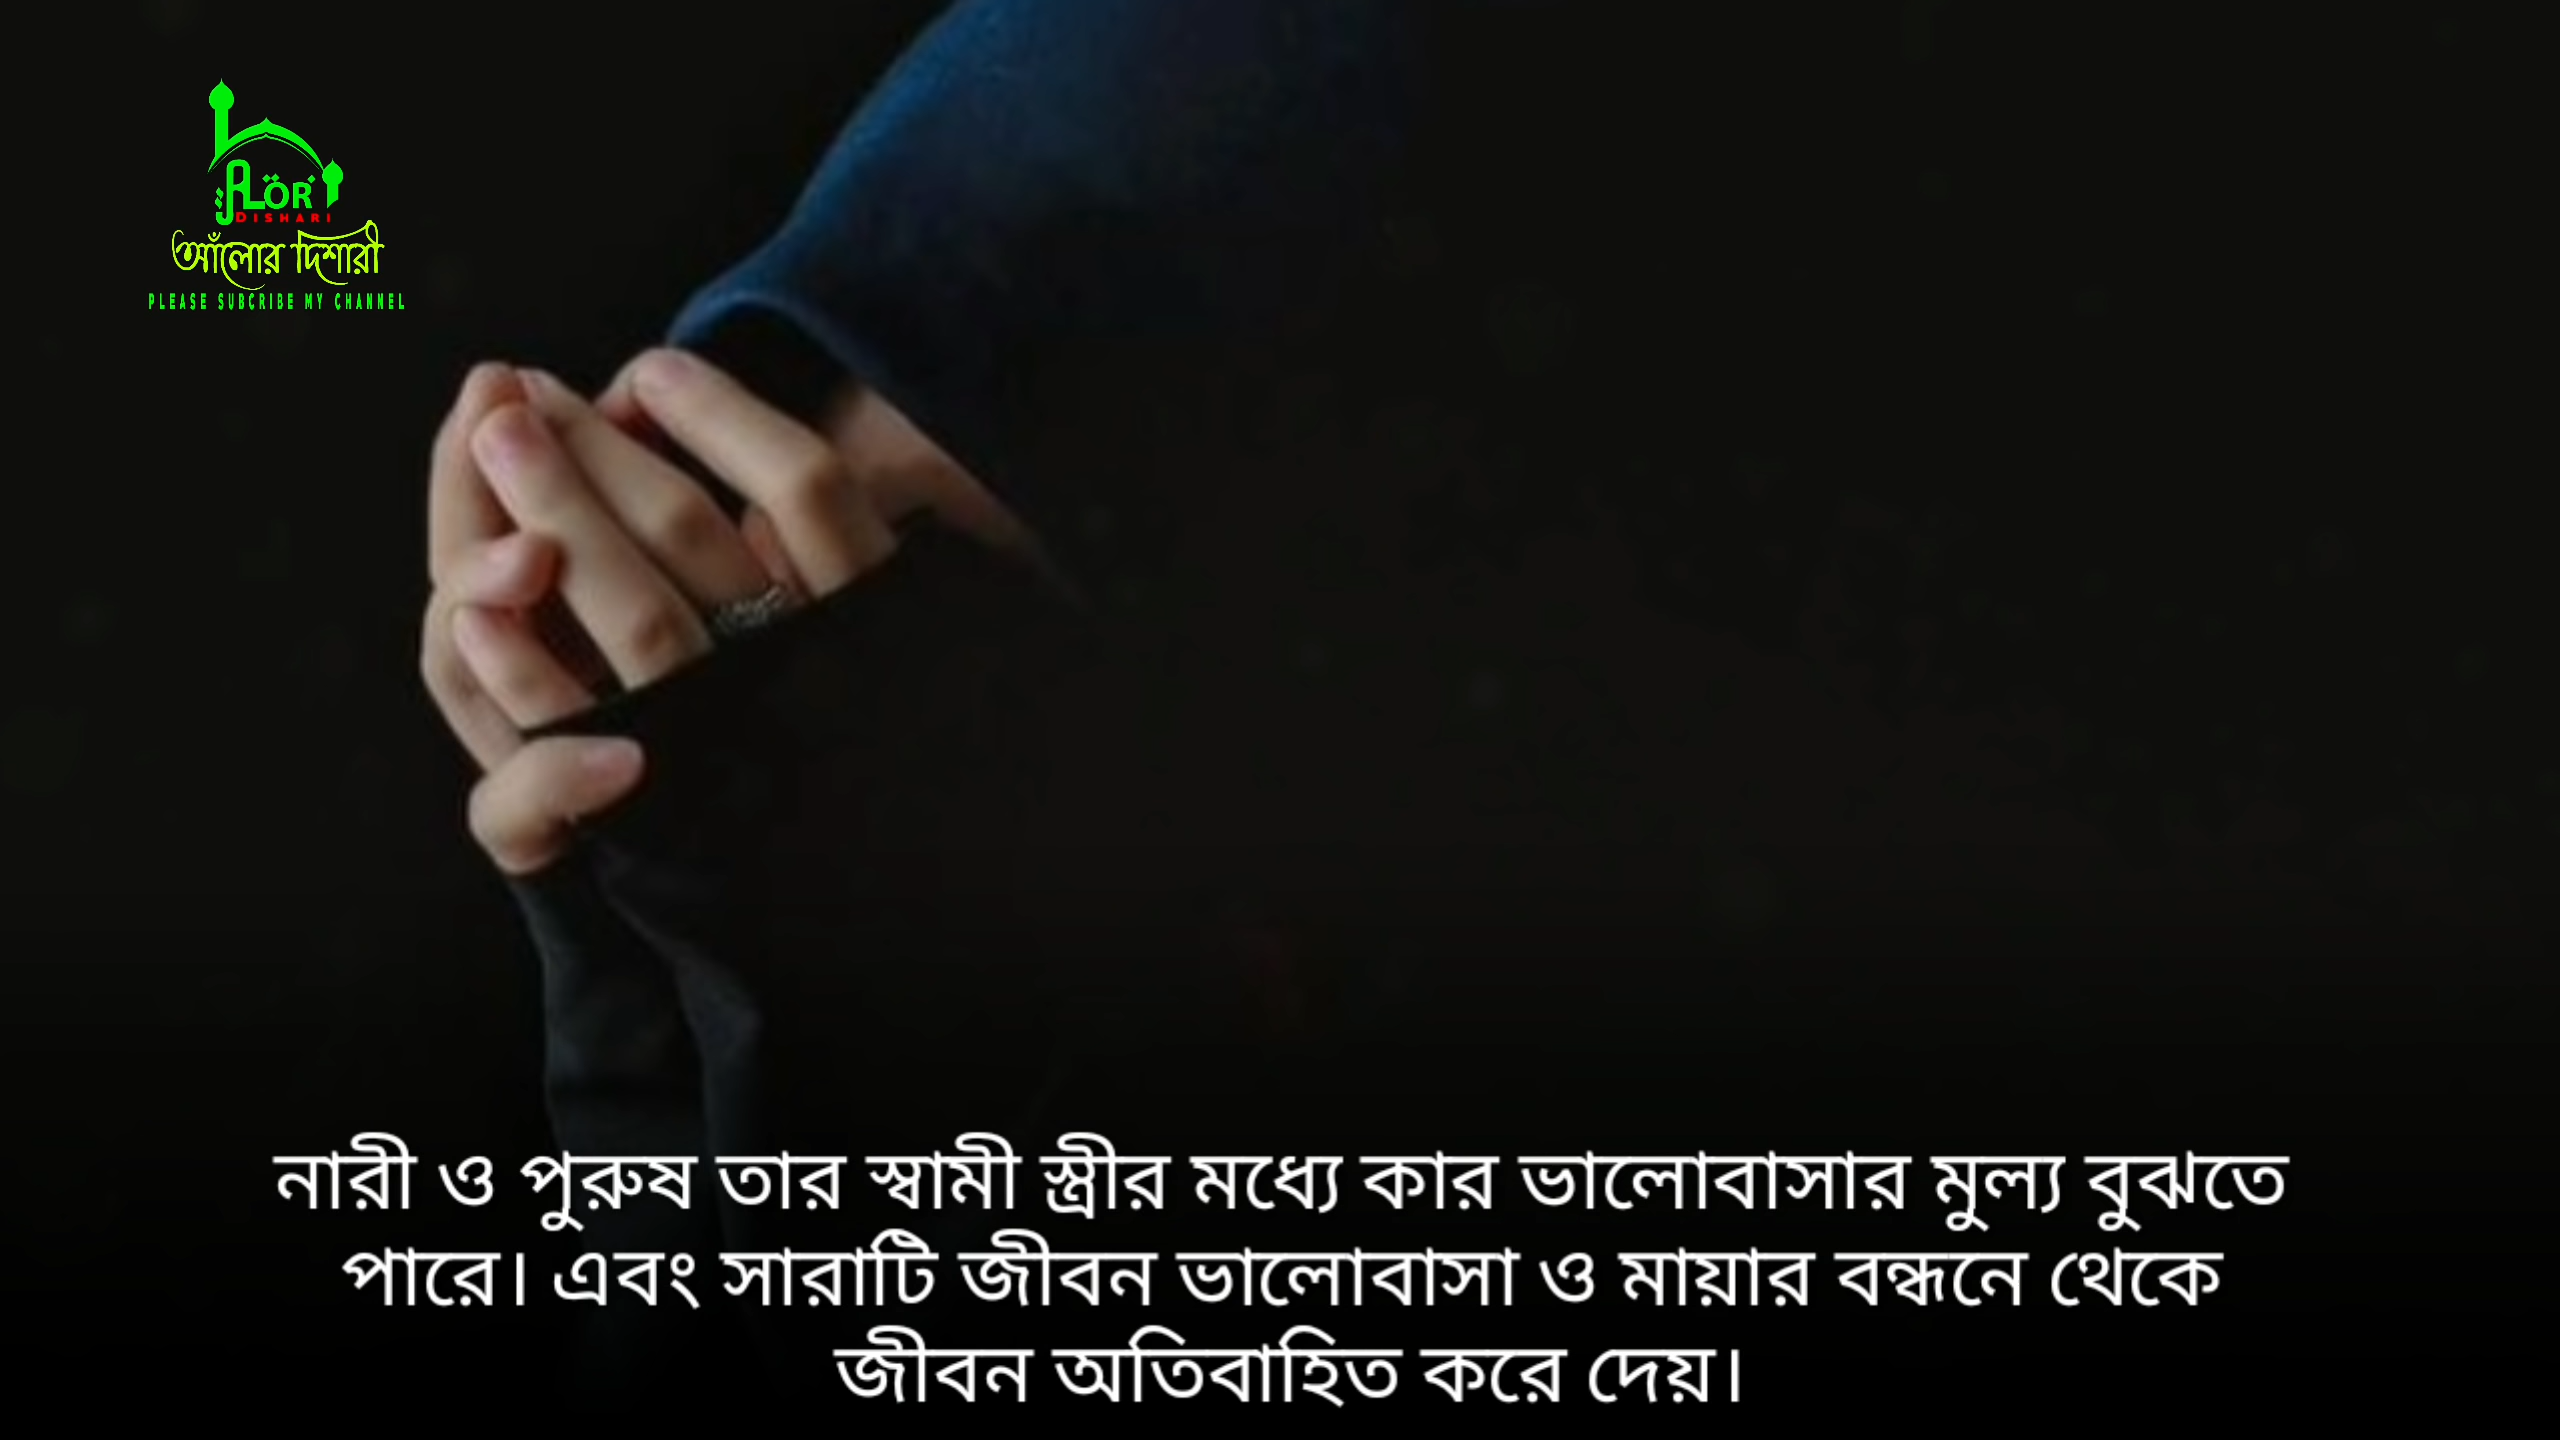 ALOR
DISHARI
আঁলোর দিশারী
PLEASE SUBCRIBE MY CHANNEL
নারী ও পুরুষ তার স্বামী স্ত্রীর মধ্যে কার ভালোবাসার মুল্য বুঝতে
পারে। এবং সারাটি জীবন ভালোবাসা ও মায়ার বন্ধনে থেকে
জীবন অতিবাহিত করে দেয়।